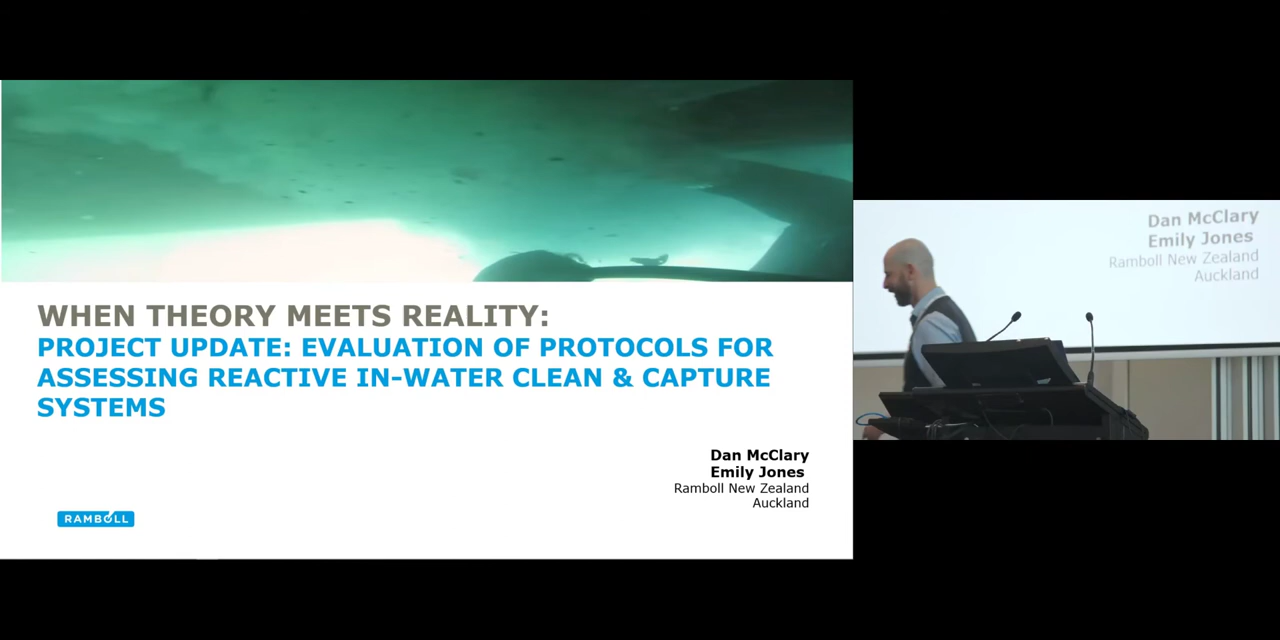 WHEN THEORY MEETS REALITY:
PROJECT UPDATE: EVALUATION OF PROTOCOLS FOR
ASSESSING REACTIVE IN-WATER CLEAN & CAPTURE
SYSTEMS
Dan McClary
Emily Jones
Ramboll New Zealand
Auckland
RAMBOLL
Dan McClary
Emily Jones
Ramboll New Zealand
Auckland